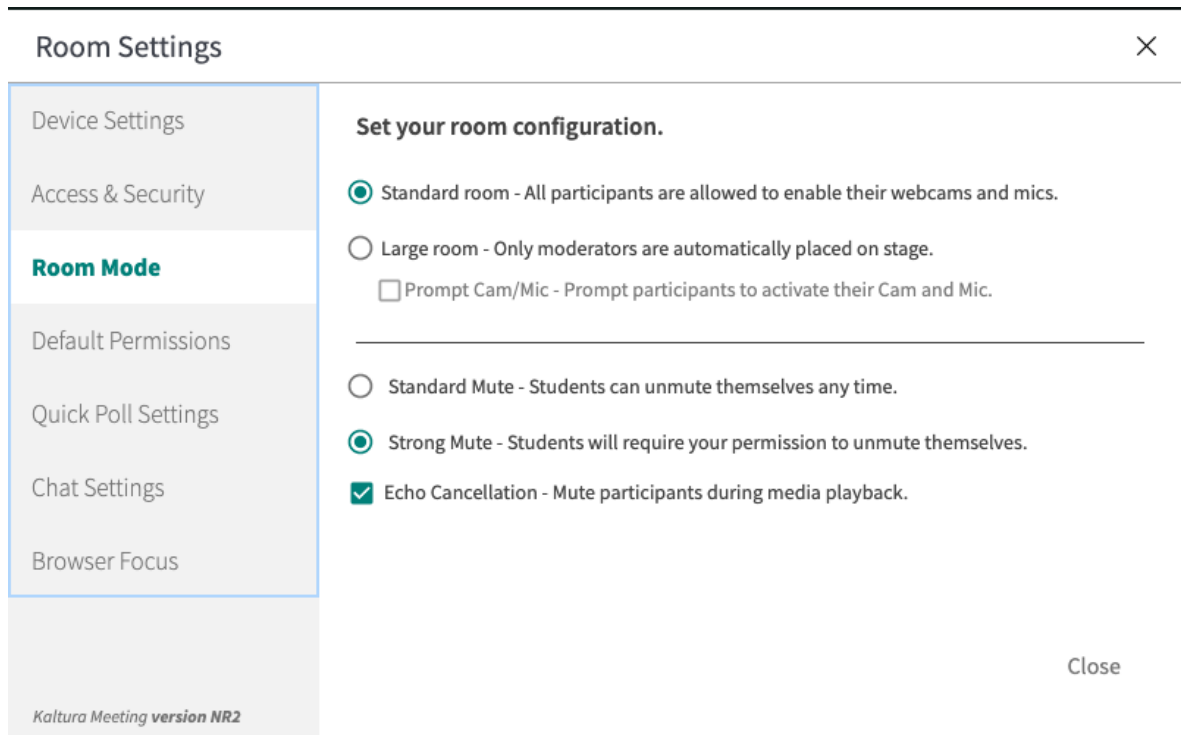 Room Settings
Device Settings
Access & Security
Room Mode
Default Permissions
Quick Poll Settings
Chat Settings
Browser Focus
Kaltura Meeting version NR2
Set your room configuration.
Standard room - All participants are allowed to enable their webcams and mics.
Large room - Only moderators are automatically placed on stage.
Prompt Cam/Mic - Prompt participants to activate their Cam and Mic.
Standard Mute - Students can unmute themselves any time.
Strong Mute - Students will require your permission to unmute themselves.
Echo Cancellation - Mute participants during media playback.
Close